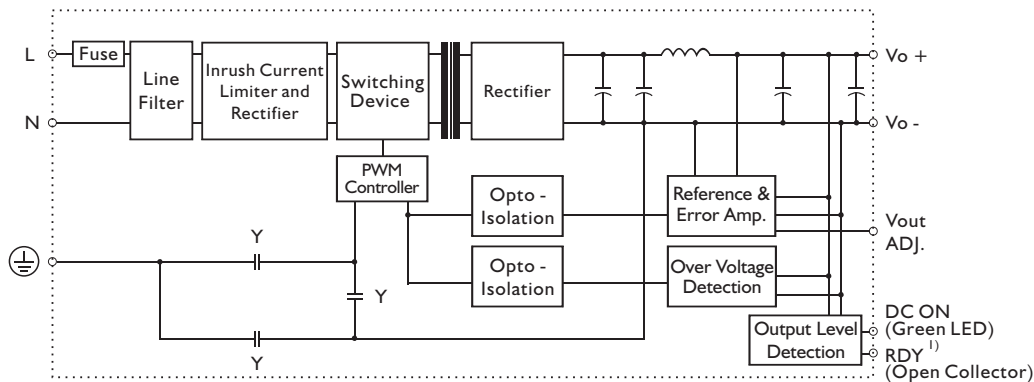 L
Fuse
Line
Filter
Inrush Current
Limiter and
Rectifier
Switching
Device
Rectifier
Vo +
N
Vo -
PWM
Controller
Opto -
Isolation
Reference &
Error Amp.
Vout
ADJ.
Y
Y
Y
Opto -
Isolation
Over Voltage
Detection
Output Level
Detection
DC ON
(Green LED)
RDY 1)
(Open Collector)